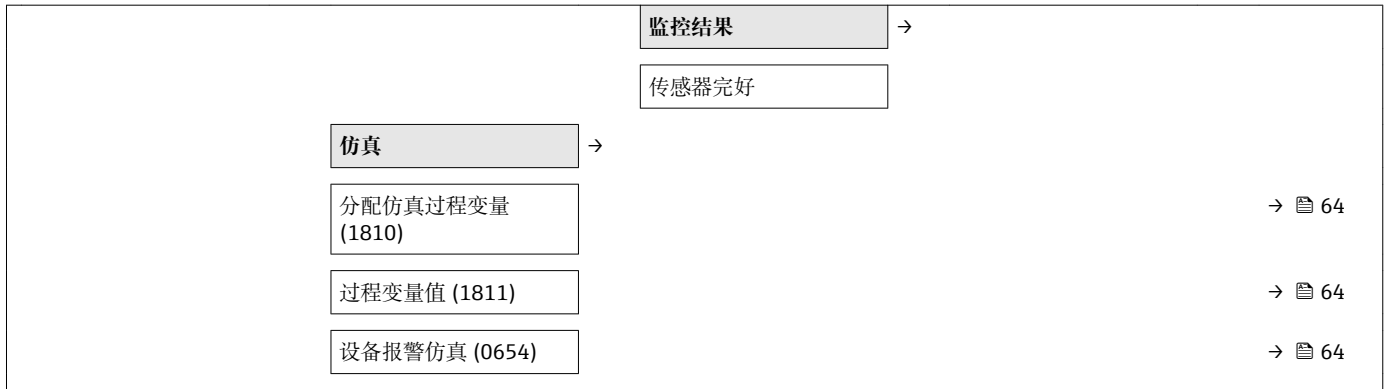 监控结果 →
传感器完好
仿真 →
分配仿真过程变量
(1810) → 64
过程变量值 (1811) → 64
设备报警仿真 (0654) → 64